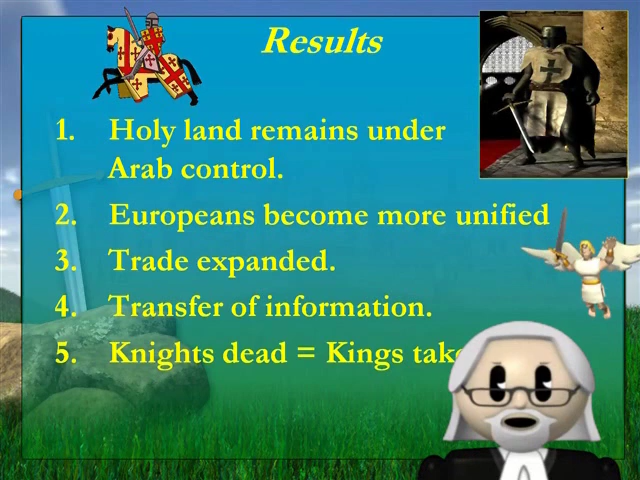 Results
1. Holy land remains under
Arab control.
2. Europeans become more unified
3. Trade expanded.
4. Transfer of information.
5. Knights dead = Kings take